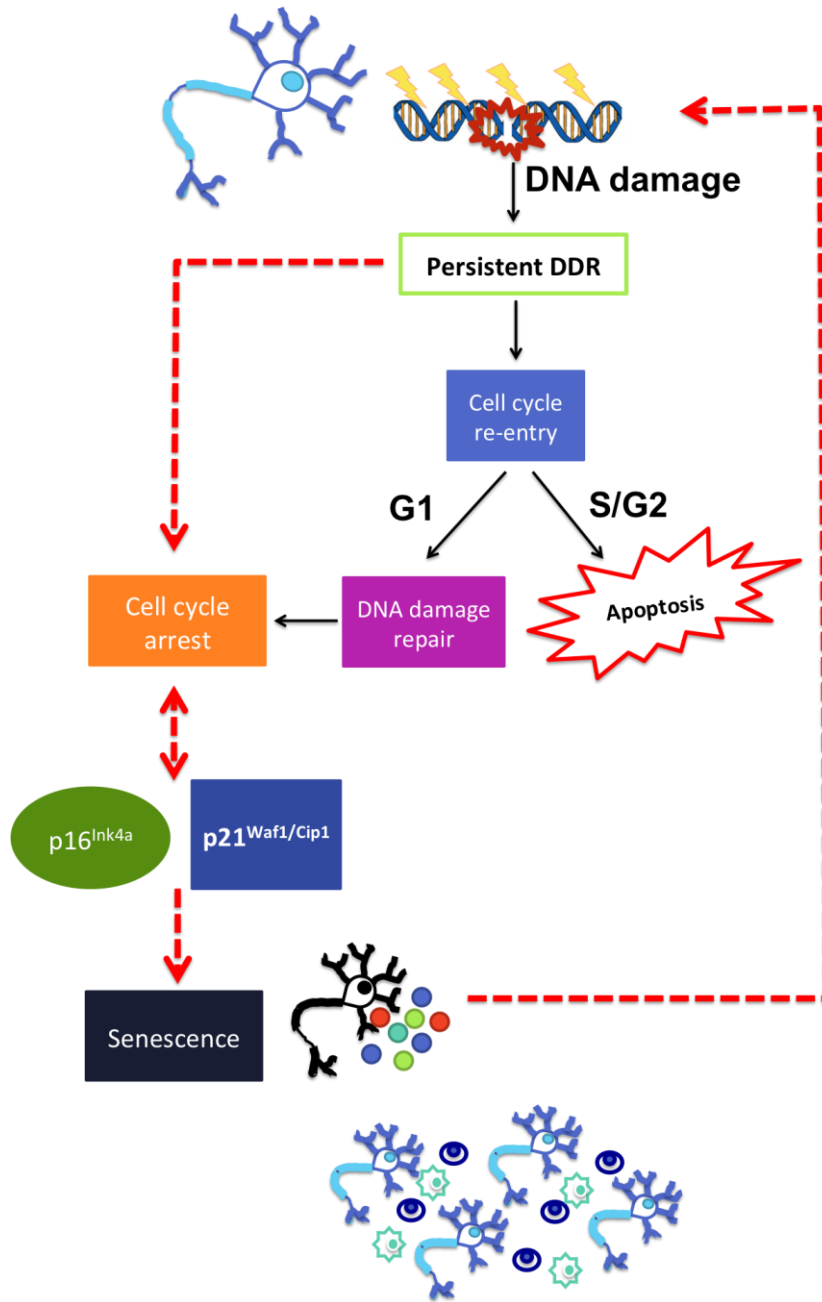 DNA damage
Persistent DDR
Cell cycle
re-entry
G1
S/G2
Cell cycle
arrest
DNA damage
repair
Apoptosis
p16Ink4a
p21Waf1/Cip1
Senescence